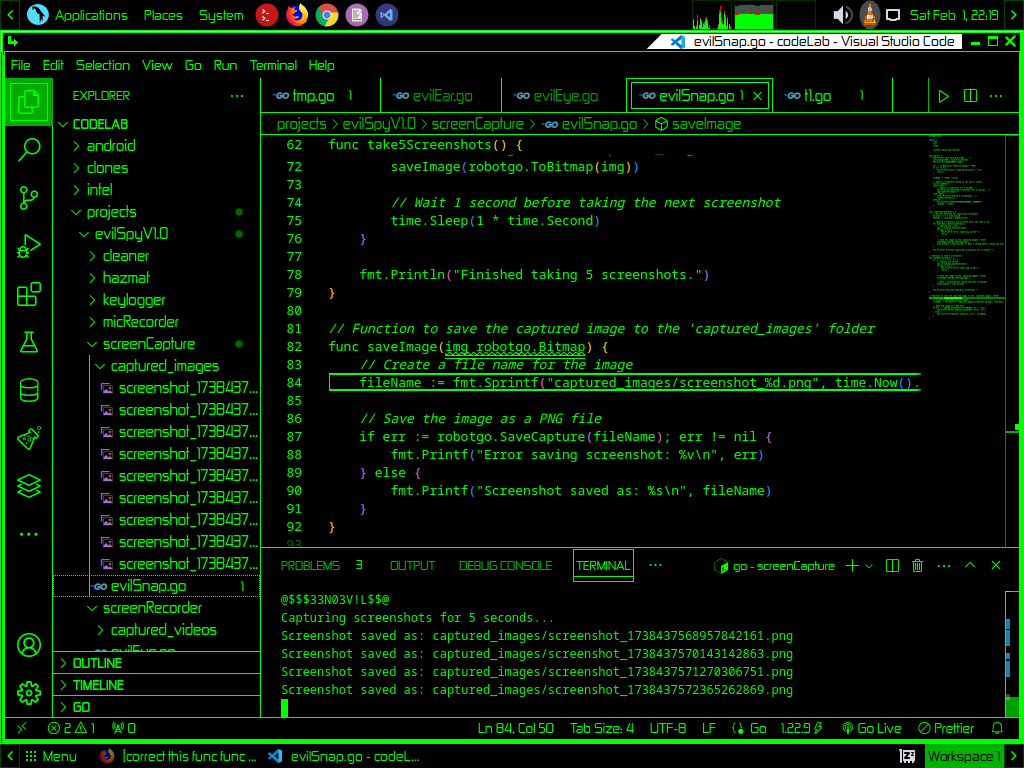 Applications Places System Sat Feb 1, 22:19
evilSnap.go - codeLab - Visual Studio Code
File Edit Selection View Go Run Terminal Help
EXPLORER ...
tmp.go 1 evilEar.go evilEye.go evilSnap.go 1 t1.go 1
projects > evilSpyV1.0 > screenCapture > evilSnap.go > saveImage
CODELAB
android
clones
intel
projects
evilSpyV1.0
cleaner
hazmat
keylogger
micRecorder
screenCapture
captured_images
screenshot_1738437...
screenshot_1738437...
screenshot_1738437...
screenshot_1738437...
screenshot_1738437...
screenshot_1738437...
screenshot_1738437...
screenshot_1738437...
screenshot_1738437...
evilSnap.go 1
screenRecorder
captured_videos
evilEye.go
OUTLINE
TIMELINE
GO
62 func take5Screenshots() {
72 saveImage(robotgo.ToBitmap(img))
73
74 // Wait 1 second before taking the next screenshot
75 time.Sleep(1 * time.Second)
76 }
77
78 fmt.Println("Finished taking 5 screenshots.")
79 }
80
81 // Function to save the captured image to the 'captured_images' folder
82 func saveImage(img robotgo.Bitmap) {
83 // Create a file name for the image
84 fileName := fmt.Sprintf("captured_images/screenshot_%d.png", time.Now().
85
86 // Save the image as a PNG file
87 if err := robotgo.SaveCapture(fileName); err != nil {
88 fmt.Printf("Error saving screenshot: %v\n", err)
89 } else {
90 fmt.Printf("Screenshot saved as: %s\n", fileName)
91 }
92 }
93
PROBLEMS 3 OUTPUT DEBUG CONSOLE TERMINAL ... go - screenCapture
@$$$33N03V!L$$@
Capturing screenshots for 5 seconds...
Screenshot saved as: captured_images/screenshot_1738437568957842161.png
Screenshot saved as: captured_images/screenshot_1738437570143142863.png
Screenshot saved as: captured_images/screenshot_1738437571270306751.png
Screenshot saved as: captured_images/screenshot_1738437572365262869.png
2 1 0 Ln 84, Col 50 Tab Size: 4 UTF-8 LF Go 1.22.9 Go Live Prettier
Menu [correct this func func ... evilSnap.go - codeL... Workspace 1